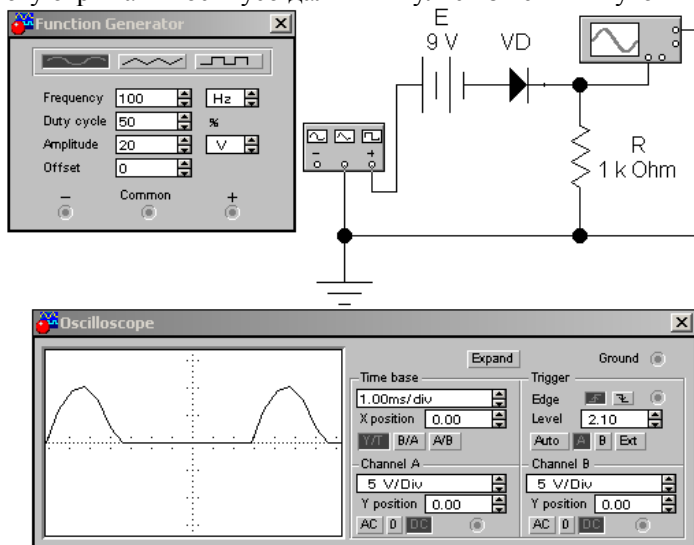 Function Generator
Frequency 100 Hz
Duty cycle 50 %
Amplitude 20 V
Offset 0
− Common +
E
9 V VD
− +
R
1 k Ohm
Oscilloscope
Expand Ground
Time base
1.00ms/div
X position 0.00
Y/T B/A A/B
Trigger
Edge
Level 2.10
Auto A B Ext
Channel A
5 V/Div
Y position 0.00
AC 0 DC
Channel B
5 V/Div
Y position 0.00
AC 0 DC